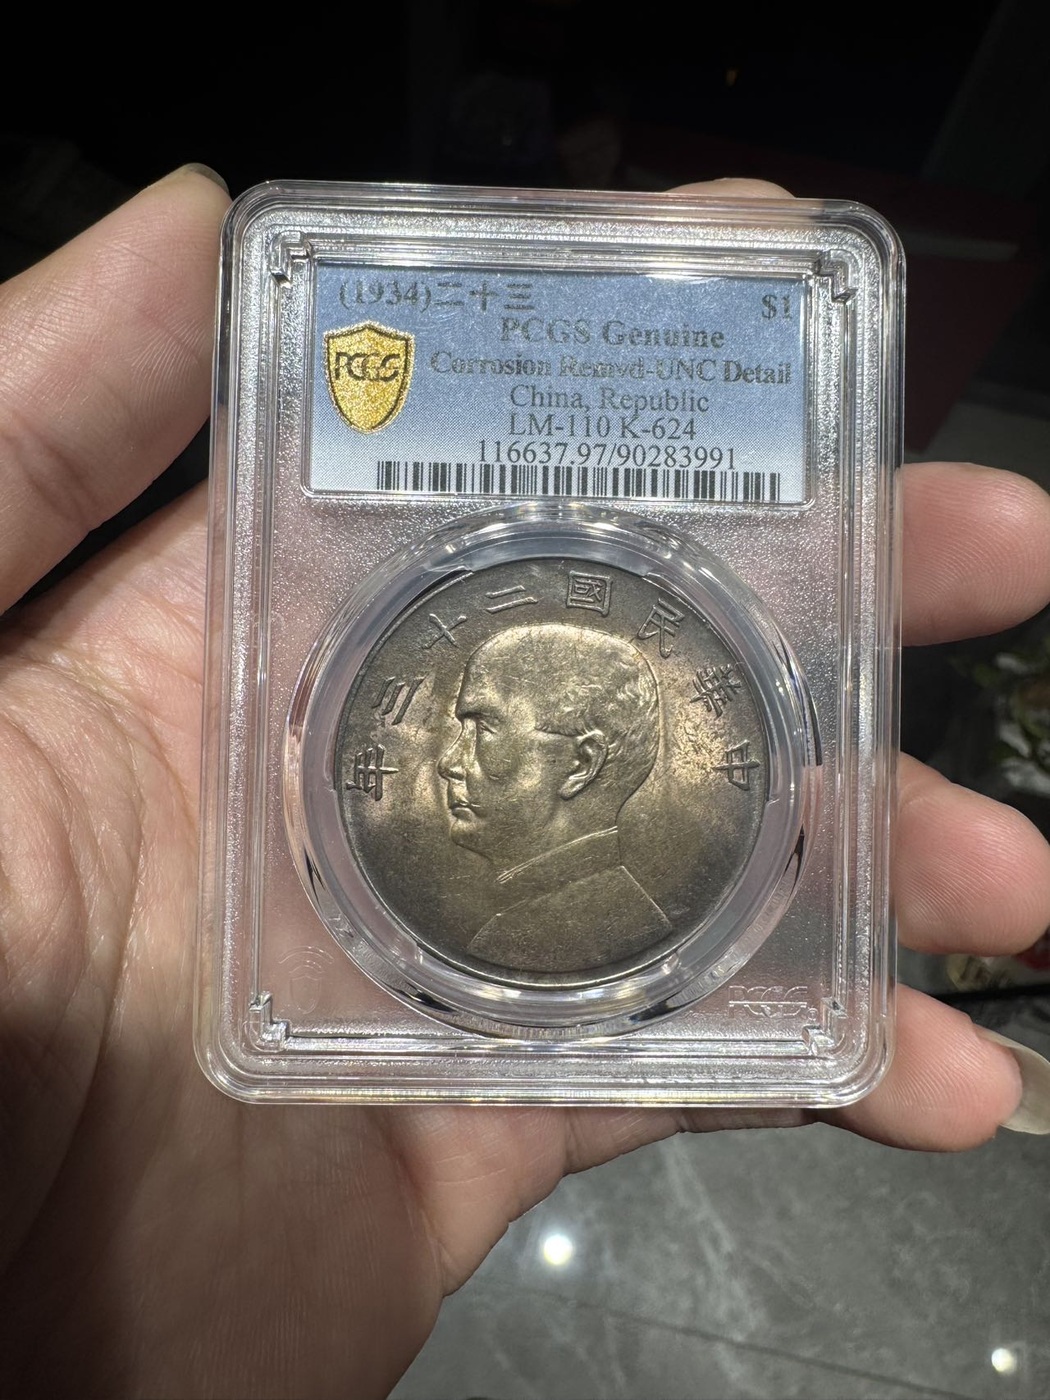 (1934)二十三 $1
PCGS Genuine
PCGS
Corrosion Remvd-UNC Detail
China, Republic
LM-110 K-624
116637.97/90283991
年三十二國民華中
PCGS